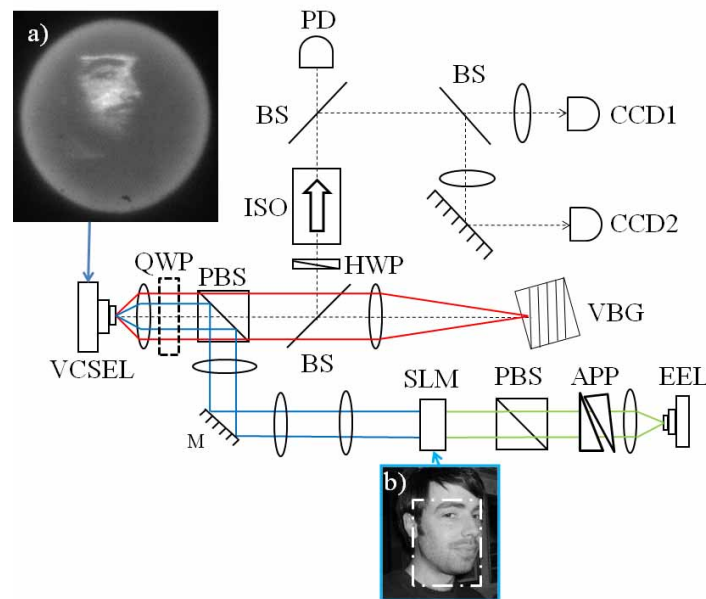 a)
PD
BS
BS
CCD1
ISO
CCD2
QWP
PBS
HWP
VBG
VCSEL
BS
SLM
PBS
APP
EEL
M
b)